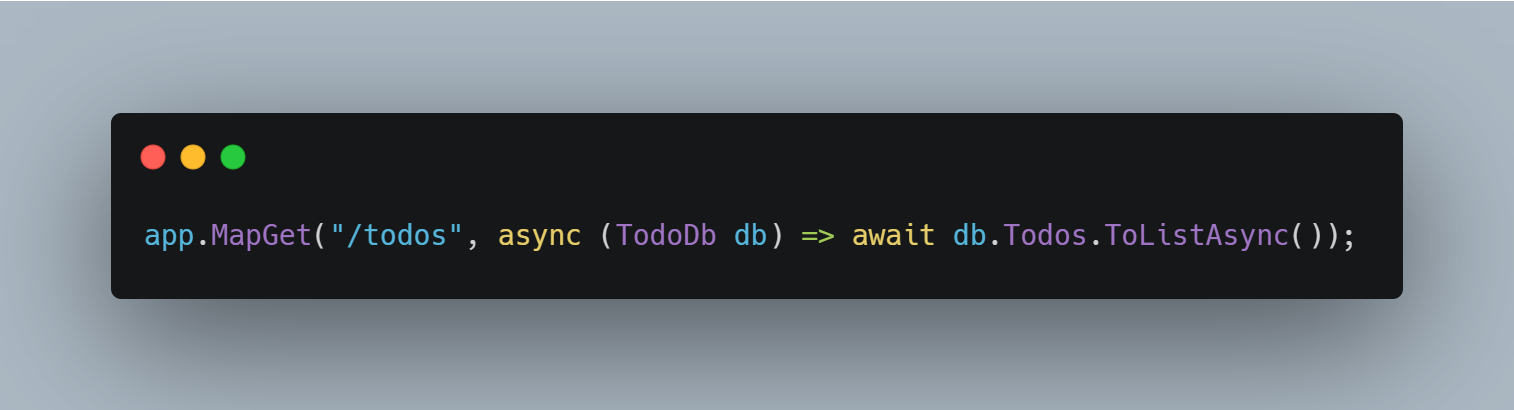 app.MapGet("/todos", async (TodoDb db) => await db.Todos.ToListAsync());